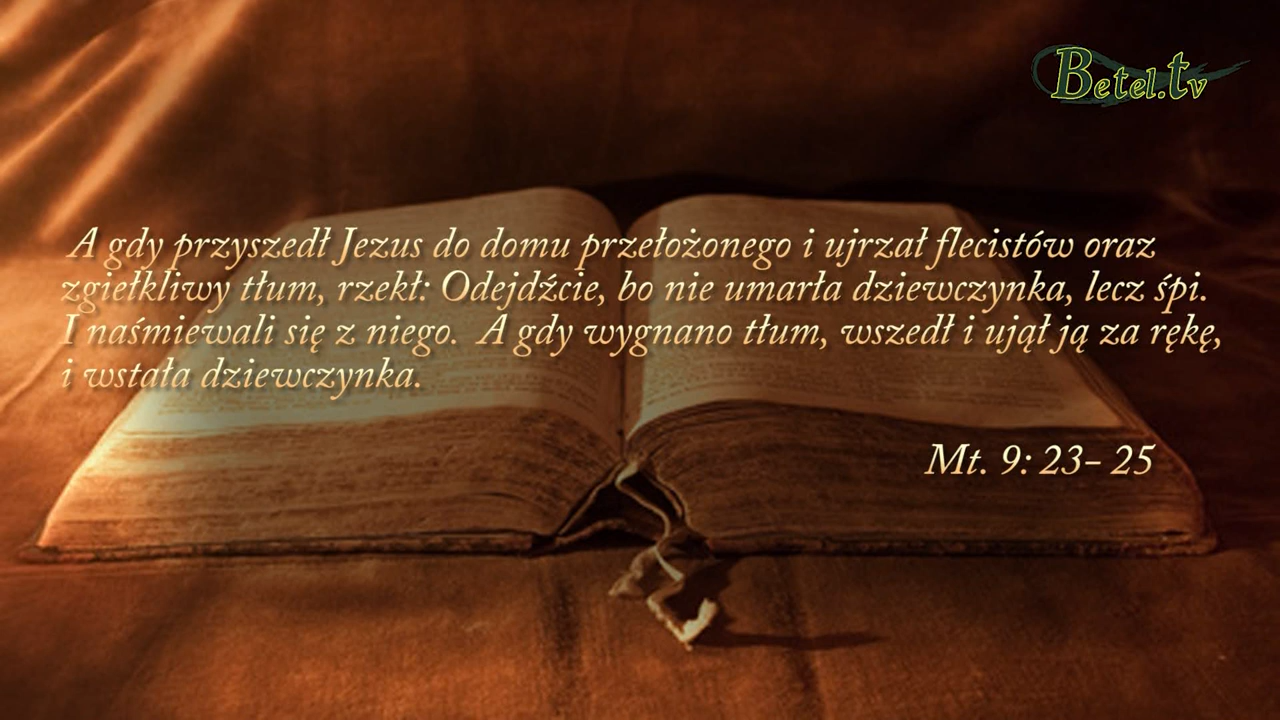 Betel.tv
A gdy przyszedł Jezus do domu przełożonego i ujrzał flecistów oraz
zgiełkliwy tłum, rzekł: Odejdźcie, bo nie umarła dziewczynka, lecz śpi.
I naśmiewali się z niego. A gdy wygnano tłum, wszedł i ujął ją za rękę,
i wstała dziewczynka.
Mt. 9: 23- 25